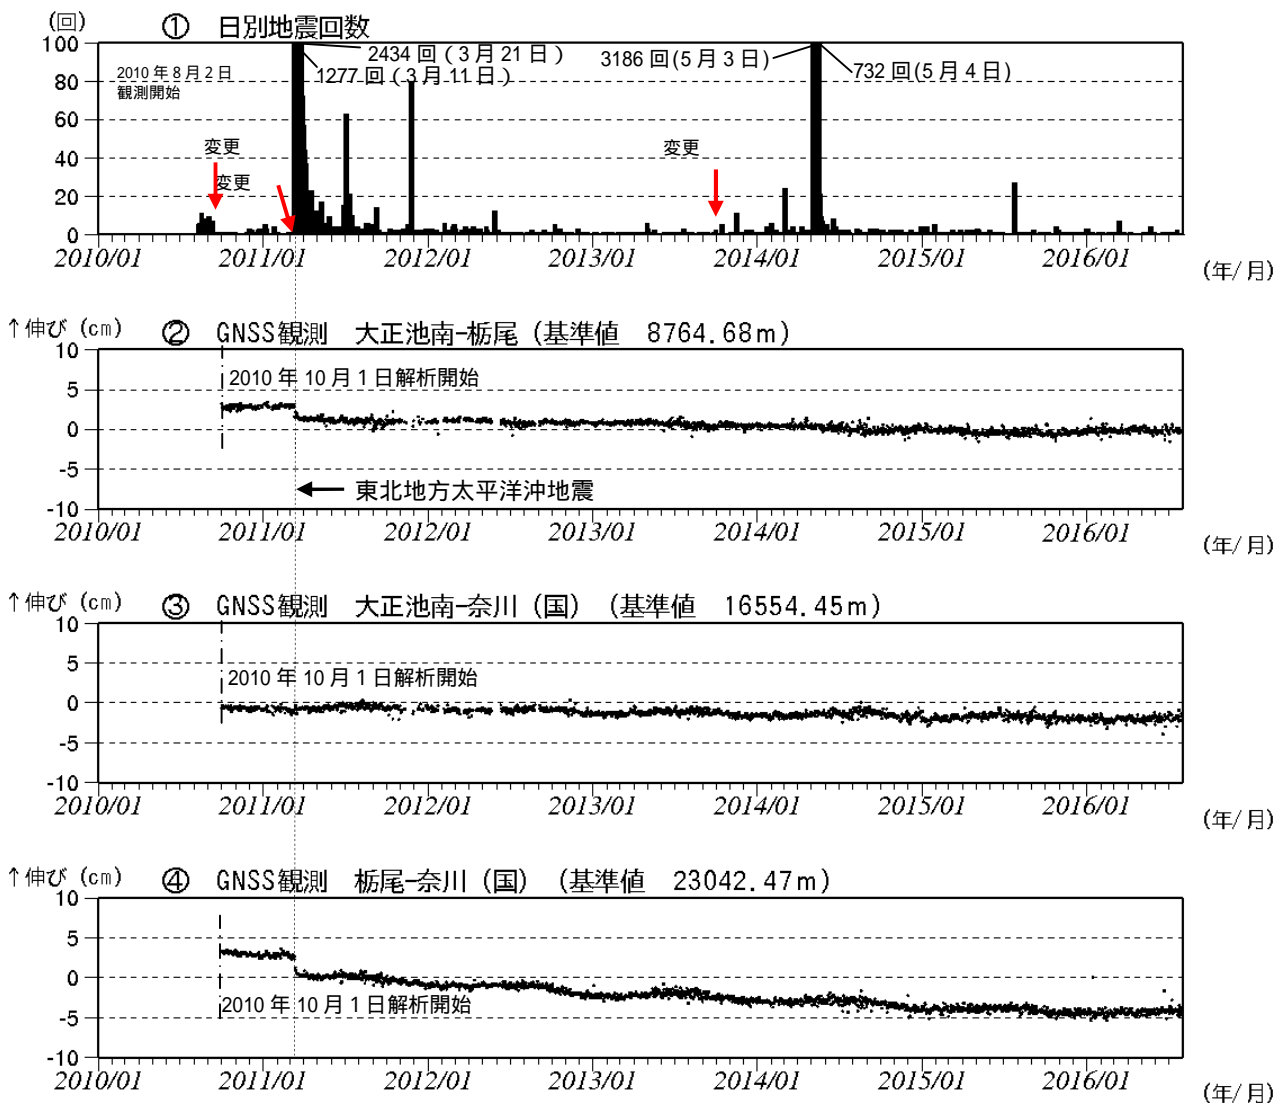 (回) ① 日別地震回数
100
80
60
40
20
0
2434 回 ( 3 月 21 日 )
1277 回 ( 3 月 11 日 )
3186 回(5 月 3 日)
732 回(5 月 4 日)
2010 年 8 月 2 日
観測開始
変更
変更
変更
2010/01 2011/01 2012/01 2013/01 2014/01 2015/01 2016/01
(年/月)
↑伸び (cm) ② GNSS観測 大正池南-栃尾 (基準値 8764.68m)
10
5
0
-5
-10
2010 年 10 月 1 日解析開始
東北地方太平洋沖地震
2010/01 2011/01 2012/01 2013/01 2014/01 2015/01 2016/01
(年/月)
↑伸び (cm) ③ GNSS観測 大正池南-奈川 (国) (基準値 16554.45m)
10
5
0
-5
-10
2010 年 10 月 1 日解析開始
2010/01 2011/01 2012/01 2013/01 2014/01 2015/01 2016/01
(年/月)
↑伸び (cm) ④ GNSS観測 栃尾-奈川 (国) (基準値 23042.47m)
10
5
0
-5
-10
2010 年 10 月 1 日解析開始
2010/01 2011/01 2012/01 2013/01 2014/01 2015/01 2016/01
(年/月)